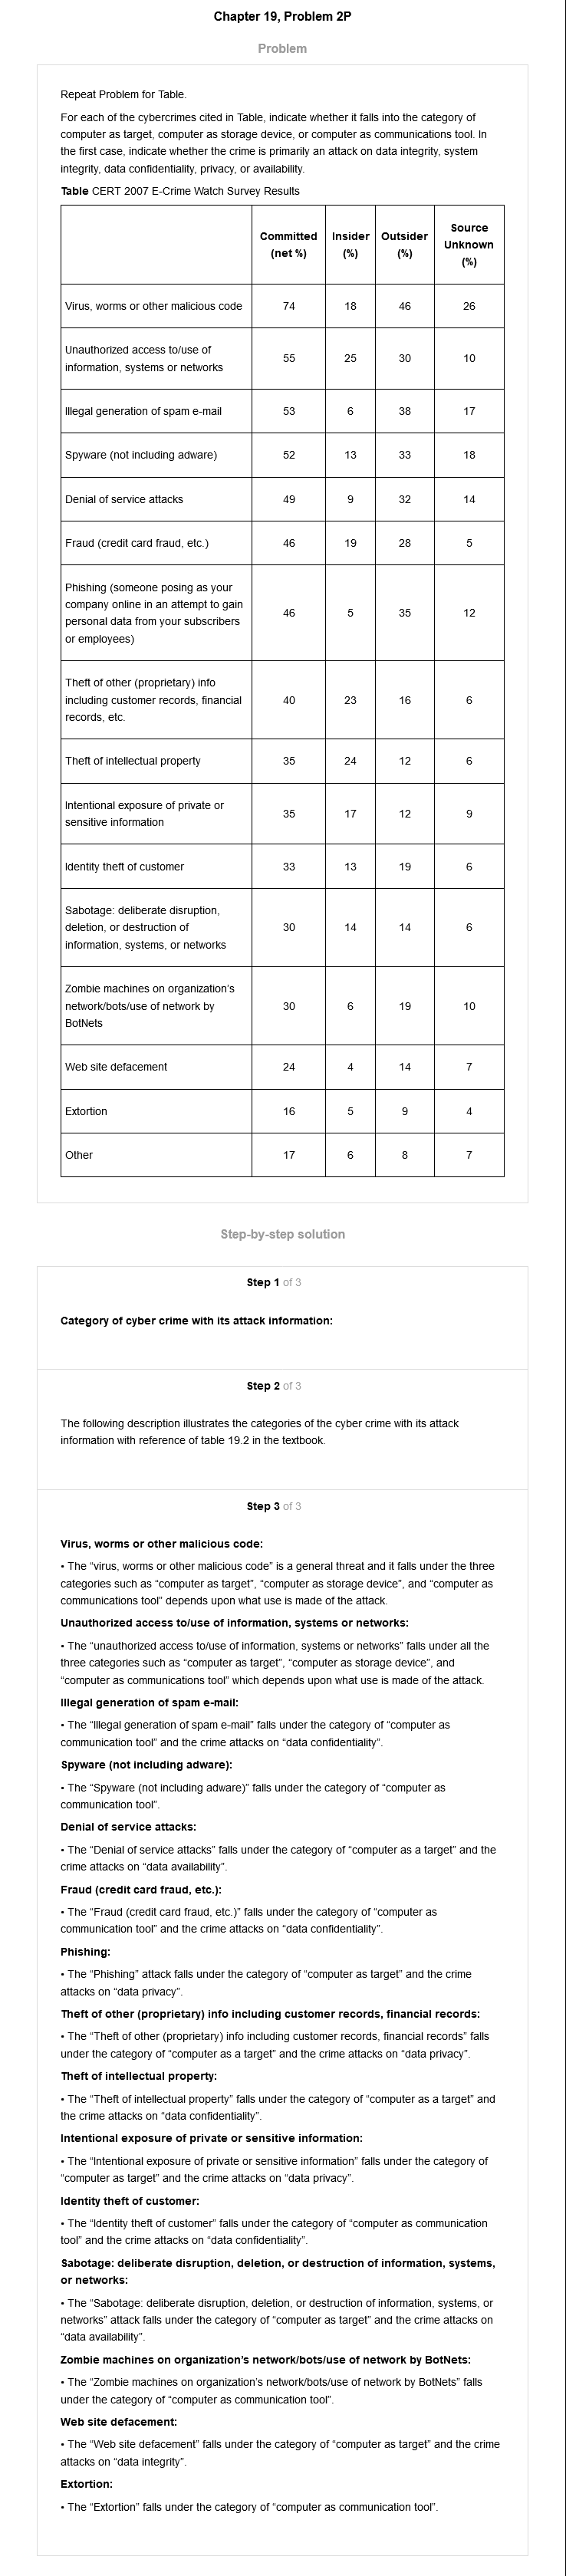 Chapter 19, Problem 2P
Problem
Repeat Problem for Table.
For each of the cybercrimes cited in Table, indicate whether it falls into the category of
computer as target, computer as storage device, or computer as communications tool. In
the first case, indicate whether the crime is primarily an attack on data integrity, system
integrity, data confidentiality, privacy, or availability.
Table CERT 2007 E-Crime Watch Survey Results
Committed (net %) Insider (%) Outsider (%) Source Unknown (%)
Virus, worms or other malicious code 74 18 46 26
Unauthorized access to/use of
information, systems or networks 55 25 30 10
Illegal generation of spam e-mail 53 6 38 17
Spyware (not including adware) 52 13 33 18
Denial of service attacks 49 9 32 14
Fraud (credit card fraud, etc.) 46 19 28 5
Phishing (someone posing as your
company online in an attempt to gain
personal data from your subscribers
or employees) 46 5 35 12
Theft of other (proprietary) info
including customer records, financial
records, etc. 40 23 16 6
Theft of intellectual property 35 24 12 6
Intentional exposure of private or
sensitive information 35 17 12 9
Identity theft of customer 33 13 19 6
Sabotage: deliberate disruption,
deletion, or destruction of
information, systems, or networks 30 14 14 6
Zombie machines on organization's
network/bots/use of network by
BotNets 30 6 19 10
Web site defacement 24 4 14 7
Extortion 16 5 9 4
Other 17 6 8 7
Step-by-step solution
Step 1 of 3
Category of cyber crime with its attack information:
Step 2 of 3
The following description illustrates the categories of the cyber crime with its attack
information with reference of table 19.2 in the textbook.
Step 3 of 3
Virus, worms or other malicious code:
• The “virus, worms or other malicious code” is a general threat and it falls under the three
categories such as “computer as target”, “computer as storage device”, and “computer as
communications tool” depends upon what use is made of the attack.
Unauthorized access to/use of information, systems or networks:
• The “unauthorized access to/use of information, systems or networks” falls under all the
three categories such as “computer as target”, “computer as storage device”, and
“computer as communications tool” which depends upon what use is made of the attack.
Illegal generation of spam e-mail:
• The “Illegal generation of spam e-mail” falls under the category of “computer as
communication tool” and the crime attacks on “data confidentiality”.
Spyware (not including adware):
• The “Spyware (not including adware)” falls under the category of “computer as
communication tool”.
Denial of service attacks:
• The “Denial of service attacks” falls under the category of “computer as a target” and the
crime attacks on “data availability”.
Fraud (credit card fraud, etc.):
• The “Fraud (credit card fraud, etc.)” falls under the category of “computer as
communication tool” and the crime attacks on “data confidentiality”.
Phishing:
• The “Phishing” attack falls under the category of “computer as target” and the crime
attacks on “data privacy”.
Theft of other (proprietary) info including customer records, financial records:
• The “Theft of other (proprietary) info including customer records, financial records” falls
under the category of “computer as a target” and the crime attacks on “data privacy”.
Theft of intellectual property:
• The “Theft of intellectual property” falls under the category of “computer as a target” and
the crime attacks on “data confidentiality”.
Intentional exposure of private or sensitive information:
• The “Intentional exposure of private or sensitive information” falls under the category of
“computer as target” and the crime attacks on “data privacy”.
Identity theft of customer:
• The “Identity theft of customer” falls under the category of “computer as communication
tool” and the crime attacks on “data confidentiality”.
Sabotage: deliberate disruption, deletion, or destruction of information, systems,
or networks:
• The “Sabotage: deliberate disruption, deletion, or destruction of information, systems, or
networks” attack falls under the category of “computer as target” and the crime attacks on
“data availability”.
Zombie machines on organization's network/bots/use of network by BotNets:
• The “Zombie machines on organization's network/bots/use of network by BotNets” falls
under the category of “computer as communication tool”.
Web site defacement:
• The “Web site defacement” falls under the category of “computer as target” and the crime
attacks on “data integrity”.
Extortion:
• The “Extortion” falls under the category of “computer as communication tool”.